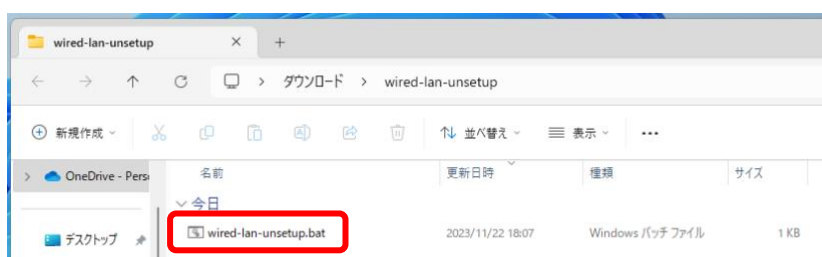 wired-lan-unsetup
ダウンロード > wired-lan-unsetup
新規作成 並べ替え 表示 ...
OneDrive - Perso
名前 更新日時 種類 サイズ
今日
デスクトップ
wired-lan-unsetup.bat 2023/11/22 18:07 Windows バッチ ファイル 1 KB